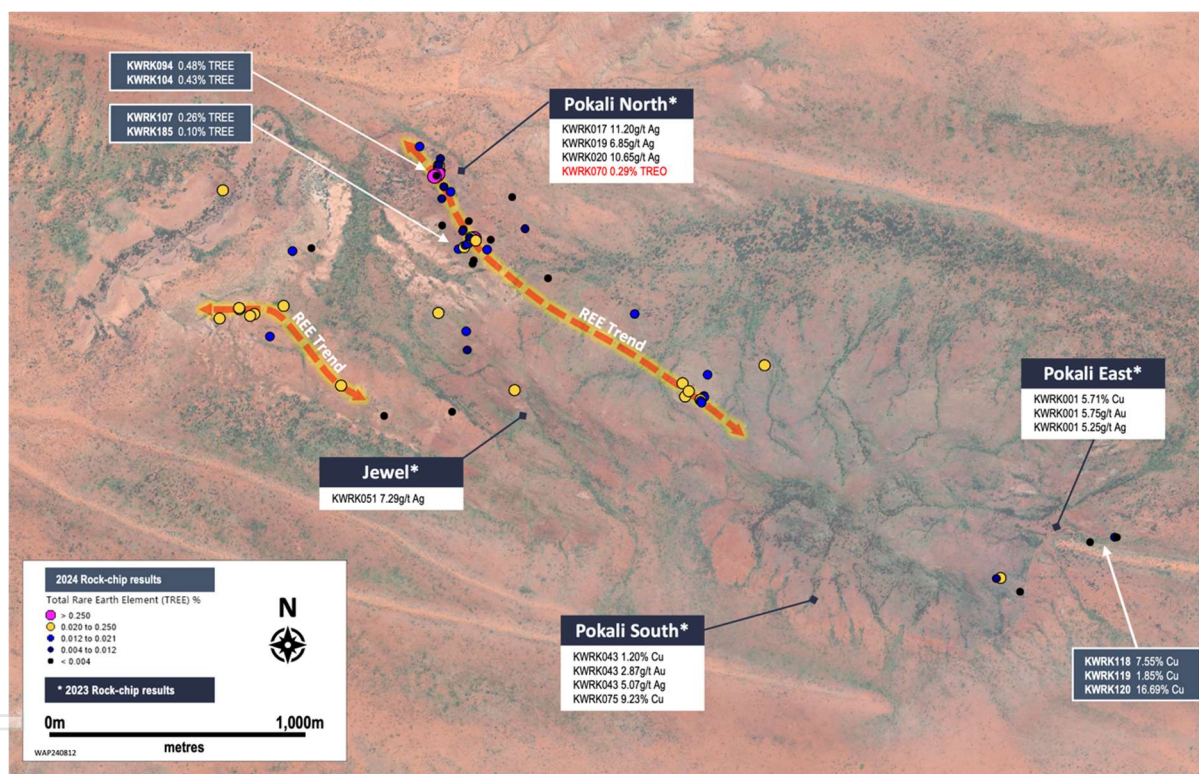 KWRK094 0.48% TREE
KWRK104 0.43% TREE
KWRK107 0.26% TREE
KWRK185 0.10% TREE
Pokali North*
KWRK017 11.20g/t Ag
KWRK019 6.85g/t Ag
KWRK020 10.65g/t Ag
KWRK070 0.29% TREO
REE Trend
REE Trend
Pokali East*
KWRK001 5.71% Cu
KWRK001 5.75g/t Au
KWRK001 5.25g/t Ag
Jewel*
KWRK051 7.29g/t Ag
Pokali South*
KWRK043 1.20% Cu
KWRK043 2.87g/t Au
KWRK043 5.07g/t Ag
KWRK075 9.23% Cu
KWRK118 7.55% Cu
KWRK119 1.85% Cu
KWRK120 16.69% Cu
2024 Rock-chip results
Total Rare Earth Element (TREE) %
> 0.250
0.020 to 0.250
0.012 to 0.021
0.004 to 0.012
< 0.004
* 2023 Rock-chip results
N
0m 1,000m
metres
WAP240812